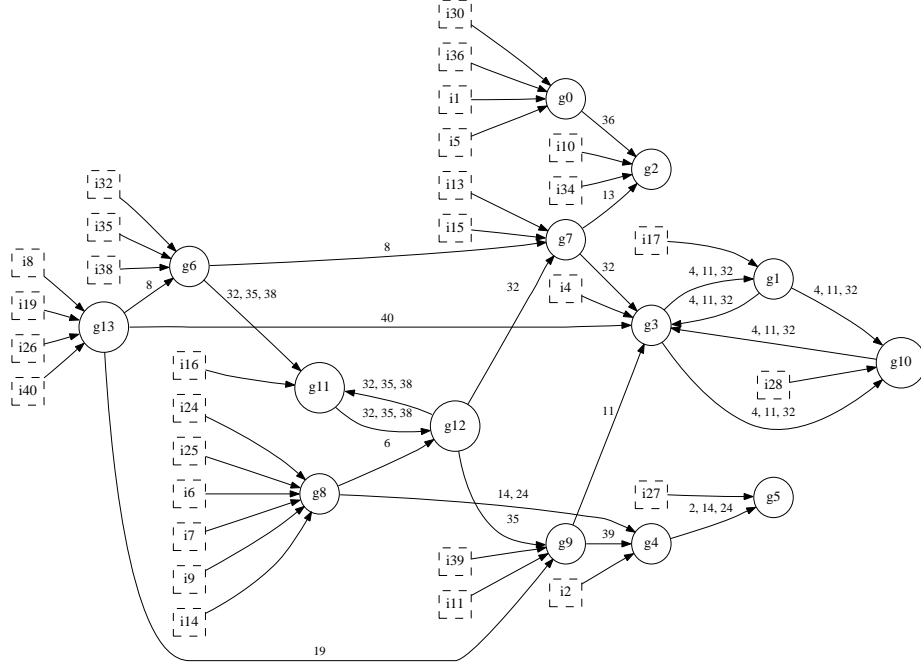 i30
i36
g0
i1
36
i5
i10
g2
i34
i32
i13
13
i35
i15
g7
i17
8
i38
g6
i8
32
4, 11, 32
g1
8
32, 35, 38
32
i4
4, 11, 32
4, 11, 32
i19
g13
40
g3
4, 11, 32
i26
i16
g10
i40
g11
32, 35, 38
i28
i24
32, 35, 38
g12
11
4, 11, 32
6
i25
i6
g8
14, 24
i27
g5
2, 14, 24
i7
35
39
g9
g4
i39
i9
i2
i11
i14
19